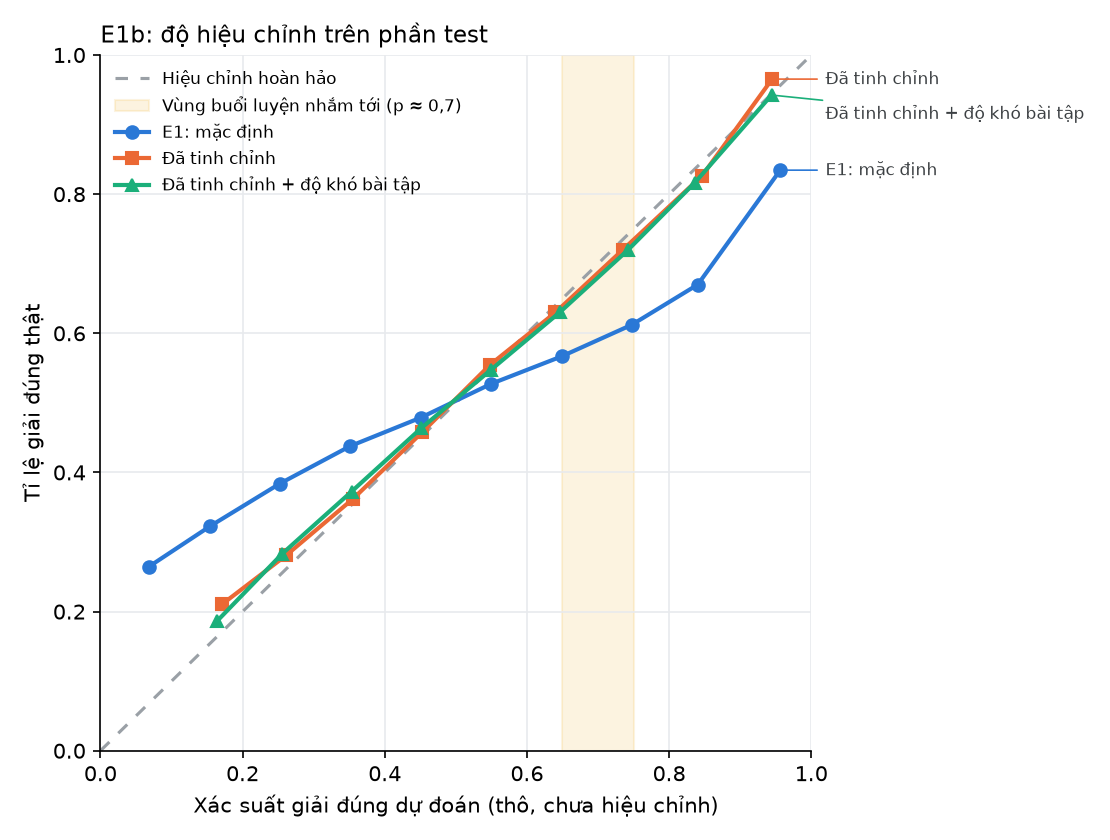 E1b: độ hiệu chỉnh trên phần test
Hiệu chỉnh hoàn hảo
Vùng buổi luyện nhắm tới (p ≈ 0,7)
E1: mặc định
Đã tinh chỉnh
Đã tinh chỉnh + độ khó bài tập
Đã tinh chỉnh
Đã tinh chỉnh + độ khó bài tập
E1: mặc định
Tỉ lệ giải đúng thật
1.0
0.8
0.6
0.4
0.2
0.0
0.0 0.2 0.4 0.6 0.8 1.0
Xác suất giải đúng dự đoán (thô, chưa hiệu chỉnh)